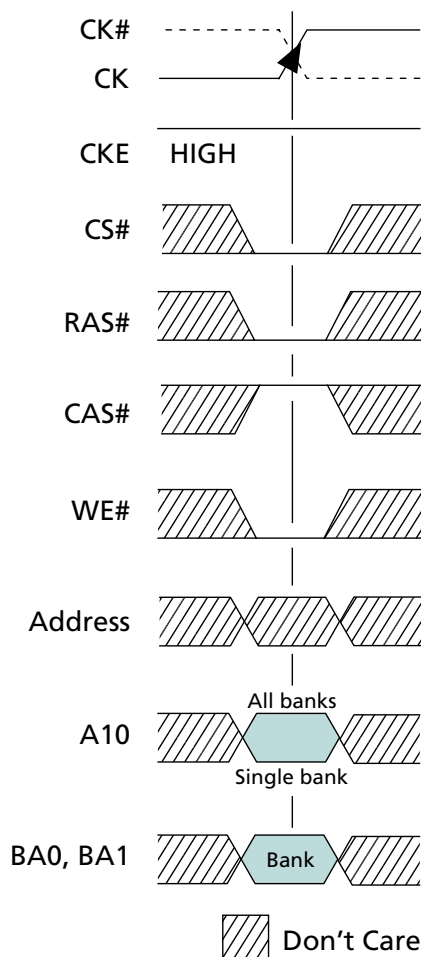 CK#
CK
CKE HIGH
CS#
RAS#
CAS#
WE#
Address
All banks
A10
Single bank
BA0, BA1 Bank
Don't Care